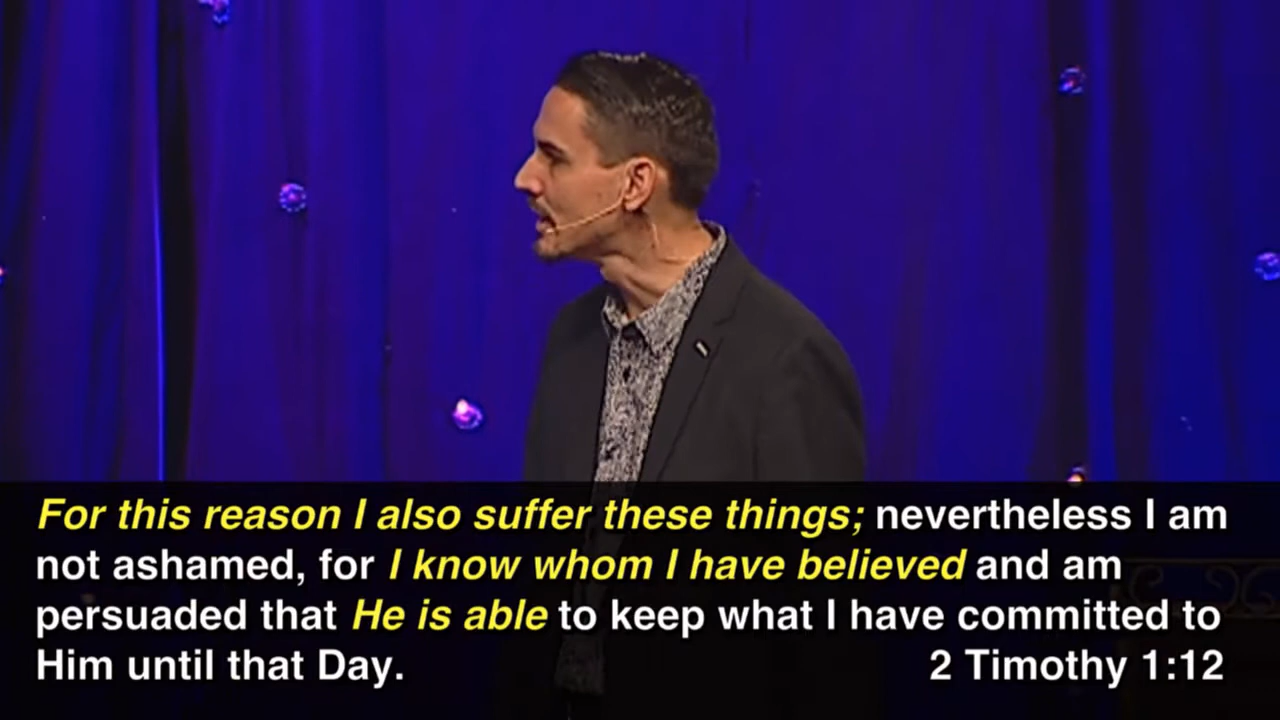 For this reason I also suffer these things; nevertheless I am
not ashamed, for I know whom I have believed and am
persuaded that He is able to keep what I have committed to
Him until that Day. 2 Timothy 1:12